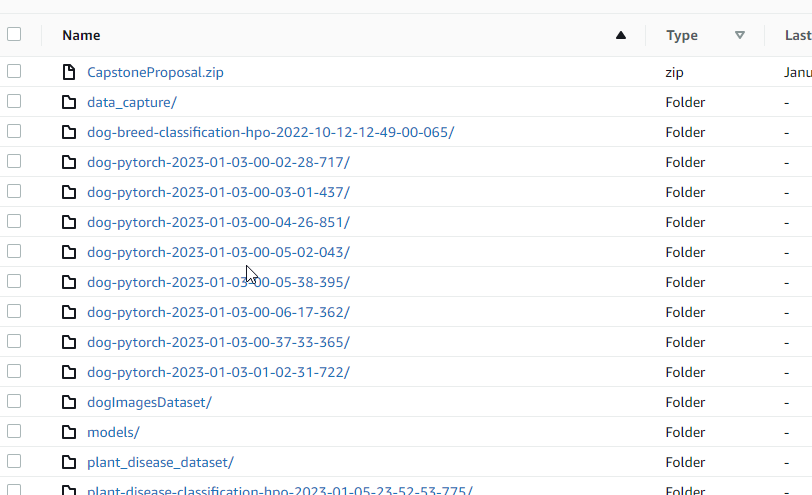 Name Type Last
CapstoneProposal.zip zip Janu
data_capture/ Folder -
dog-breed-classification-hpo-2022-10-12-12-49-00-065/ Folder -
dog-pytorch-2023-01-03-00-02-28-717/ Folder -
dog-pytorch-2023-01-03-00-03-01-437/ Folder -
dog-pytorch-2023-01-03-00-04-26-851/ Folder -
dog-pytorch-2023-01-03-00-05-02-043/ Folder -
dog-pytorch-2023-01-03-00-05-38-395/ Folder -
dog-pytorch-2023-01-03-00-06-17-362/ Folder -
dog-pytorch-2023-01-03-00-37-33-365/ Folder -
dog-pytorch-2023-01-03-01-02-31-722/ Folder -
dogImagesDataset/ Folder -
models/ Folder -
plant_disease_dataset/ Folder -
plant-disease-classification-hpo-2023-01-05-23-52-53-775/ Folder -